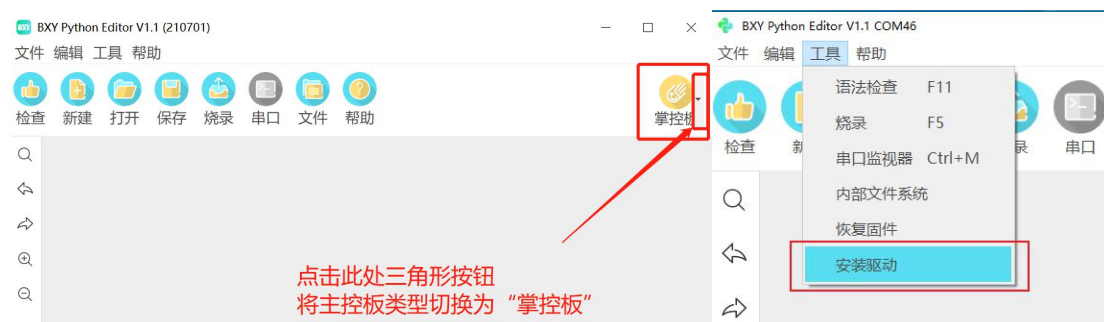 BXY Python Editor V1.1 (210701)
文件 编辑 工具 帮助
检查 新建 打开 保存 烧录 串口 文件 帮助
掌控板
点击此处三角形按钮
将主控板类型切换为“掌控板”
BXY Python Editor V1.1 COM46
文件 编辑 工具 帮助
语法检查 F11
烧录 F5
串口监视器 Ctrl+M
内部文件系统
恢复固件
安装驱动
检查 新 录 串口